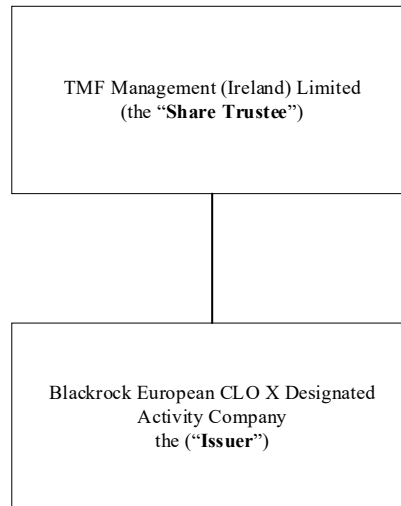 TMF Management (Ireland) Limited
(the “Share Trustee”)
Blackrock European CLO X Designated
Activity Company
the (“Issuer”)